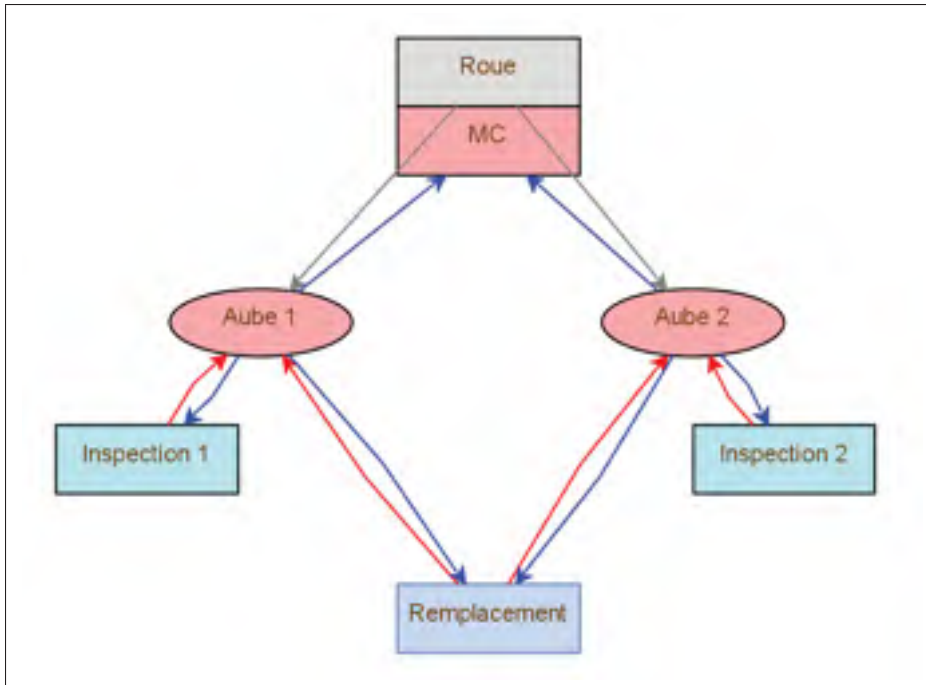 Roue
MC
Aube 1
Aube 2
Inspection 1
Inspection 2
Remplacement